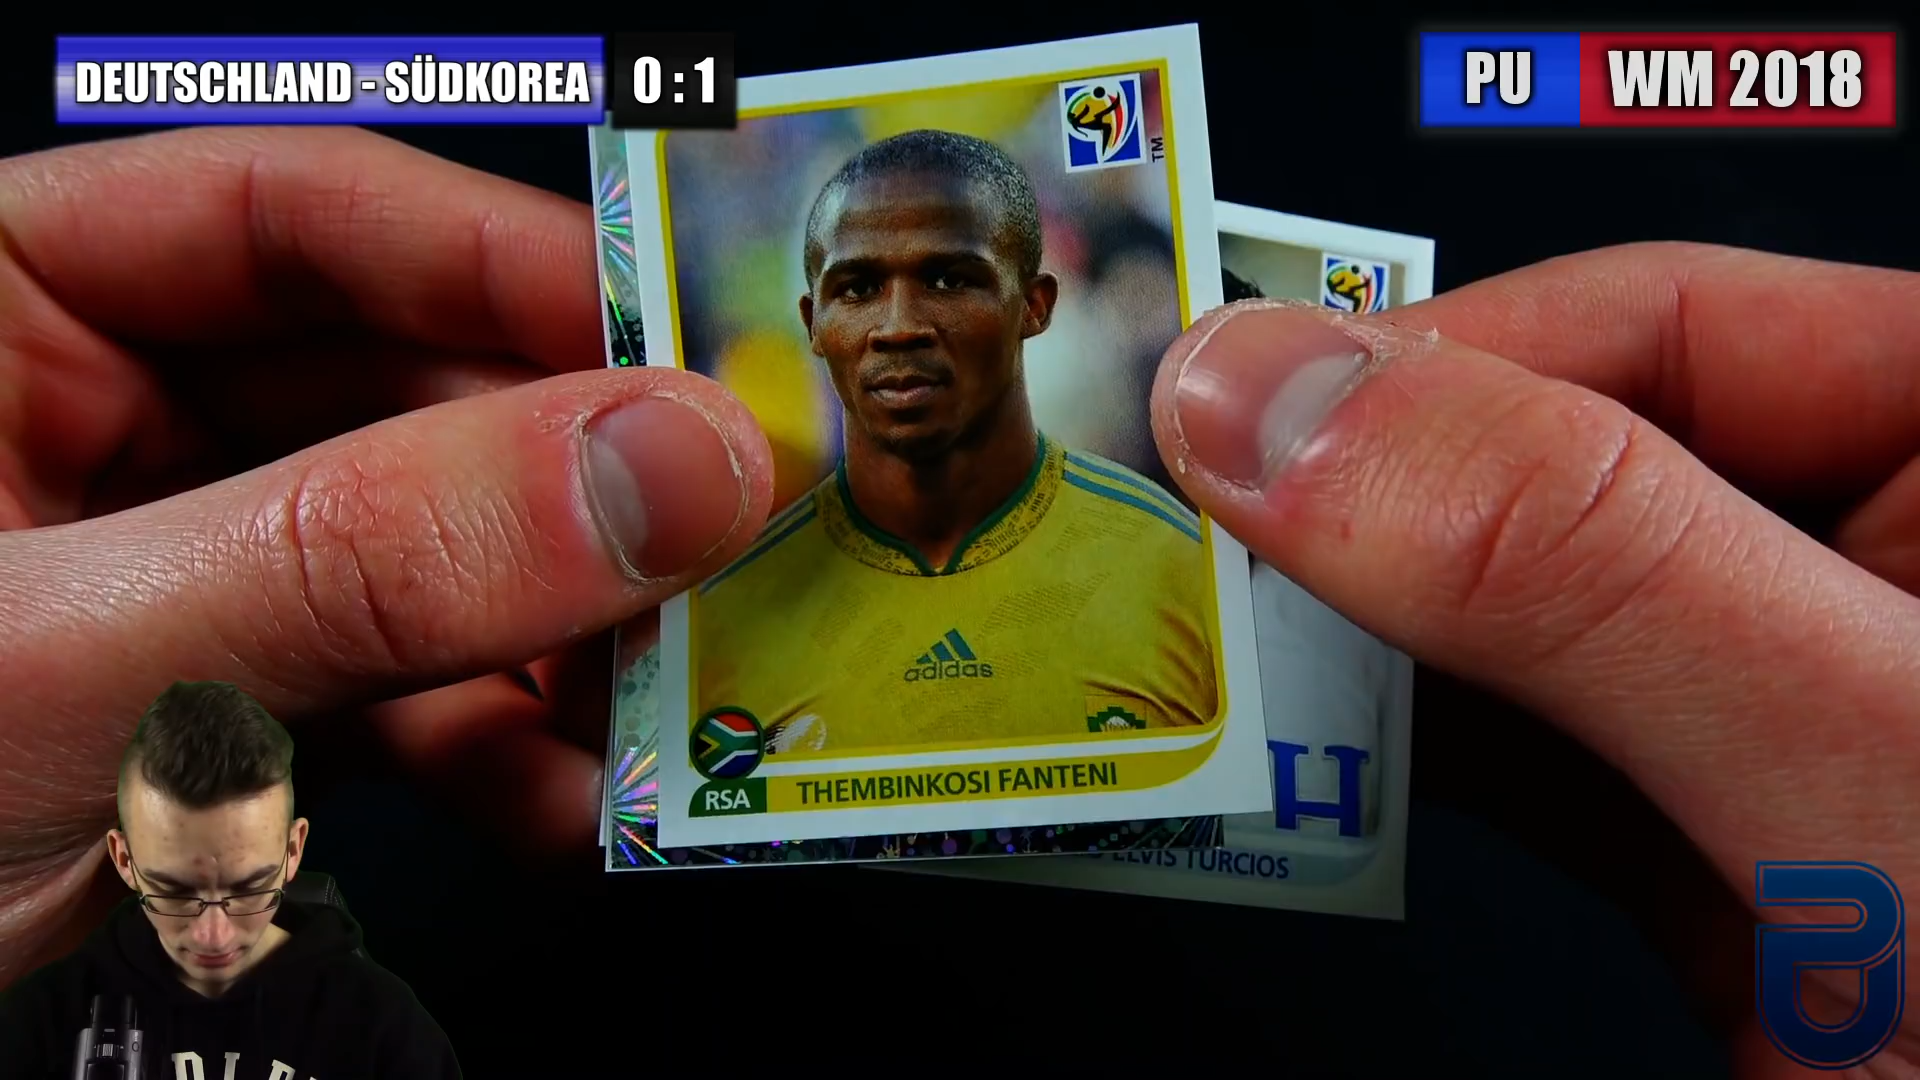 DEUTSCHLAND - SÜDKOREA 0:1
PU WM 2018
TM
adidas
RSA THEMBINKOSI FANTENI
H
ELVIS TURCIOS